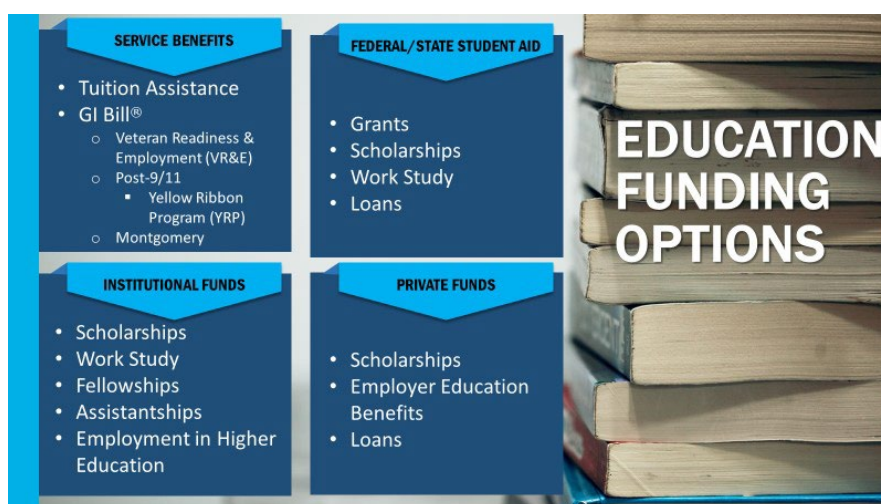 SERVICE BENEFITS
• Tuition Assistance
• GI Bill®
o Veteran Readiness &
Employment (VR&E)
o Post-9/11
▪ Yellow Ribbon
Program (YRP)
o Montgomery
FEDERAL/STATE STUDENT AID
• Grants
• Scholarships
• Work Study
• Loans
INSTITUTIONAL FUNDS
• Scholarships
• Work Study
• Fellowships
• Assistantships
• Employment in Higher
Education
PRIVATE FUNDS
• Scholarships
• Employer Education
Benefits
• Loans
EDUCATION
FUNDING
OPTIONS